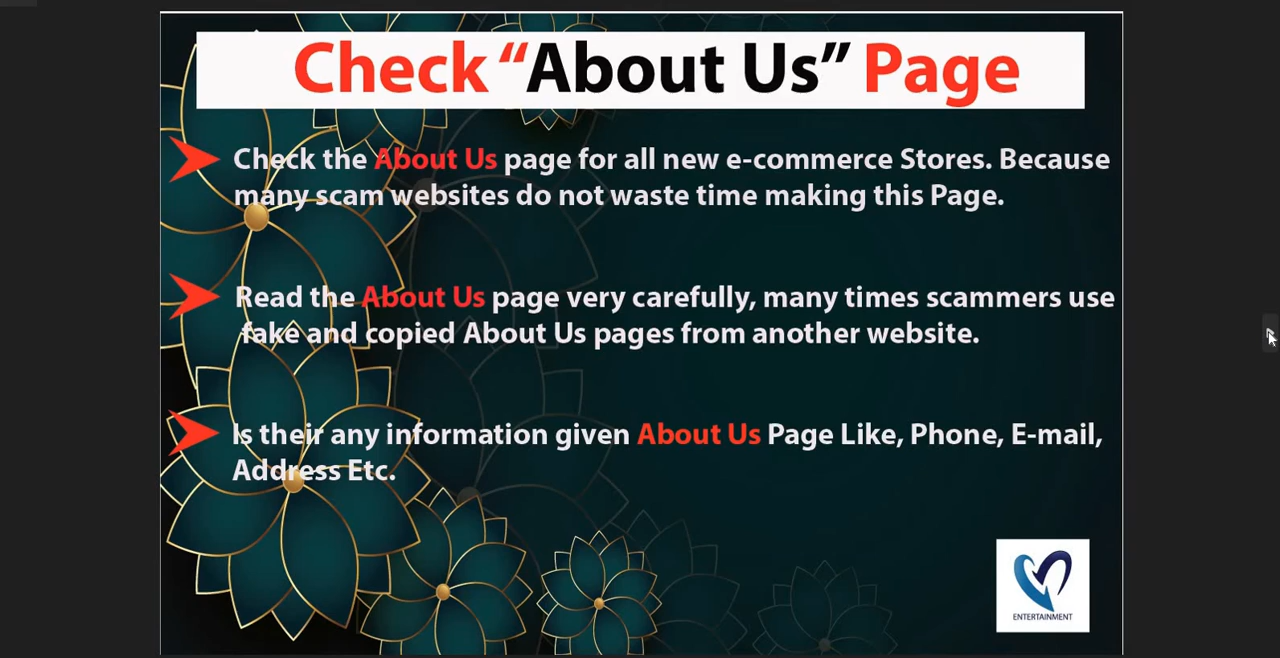 Check “About Us” Page
Check the About Us page for all new e-commerce Stores. Because
many scam websites do not waste time making this Page.
Read the About Us page very carefully, many times scammers use
fake and copied About Us pages from another website.
Is their any information given About Us Page Like, Phone, E-mail,
Address Etc.
ENTERTAINMENT